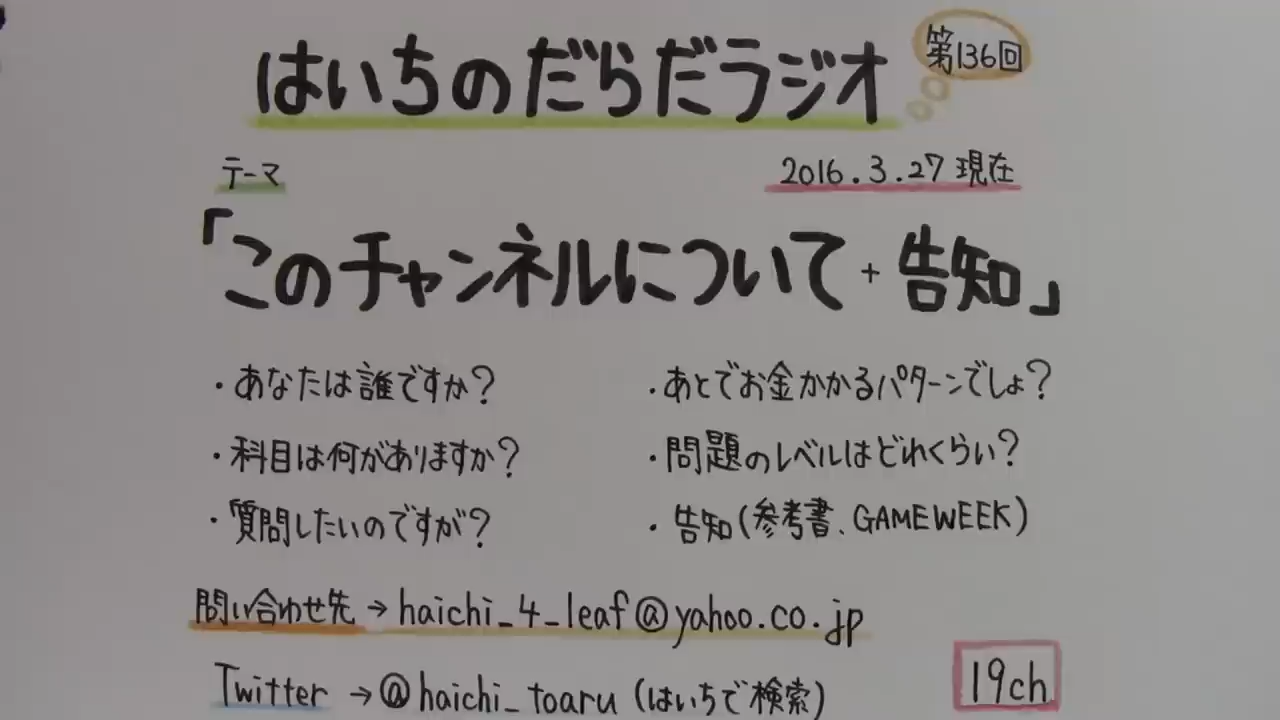 はいちのだらだラジオ 第136回
テーマ 2016.3.27 現在
「このチャンネルについて+告知」
・あなたは誰ですか? ・あとでお金かかるパターンでしょ?
・科目は何がありますか? ・問題のレベルはどれくらい?
・質問したいのですが? ・告知(参考書、GAMEWEEK)
問い合わせ先→haichi_4_leaf@yahoo.co.jp
Twitter →@haichi_toaru (はいちで検索)
19ch